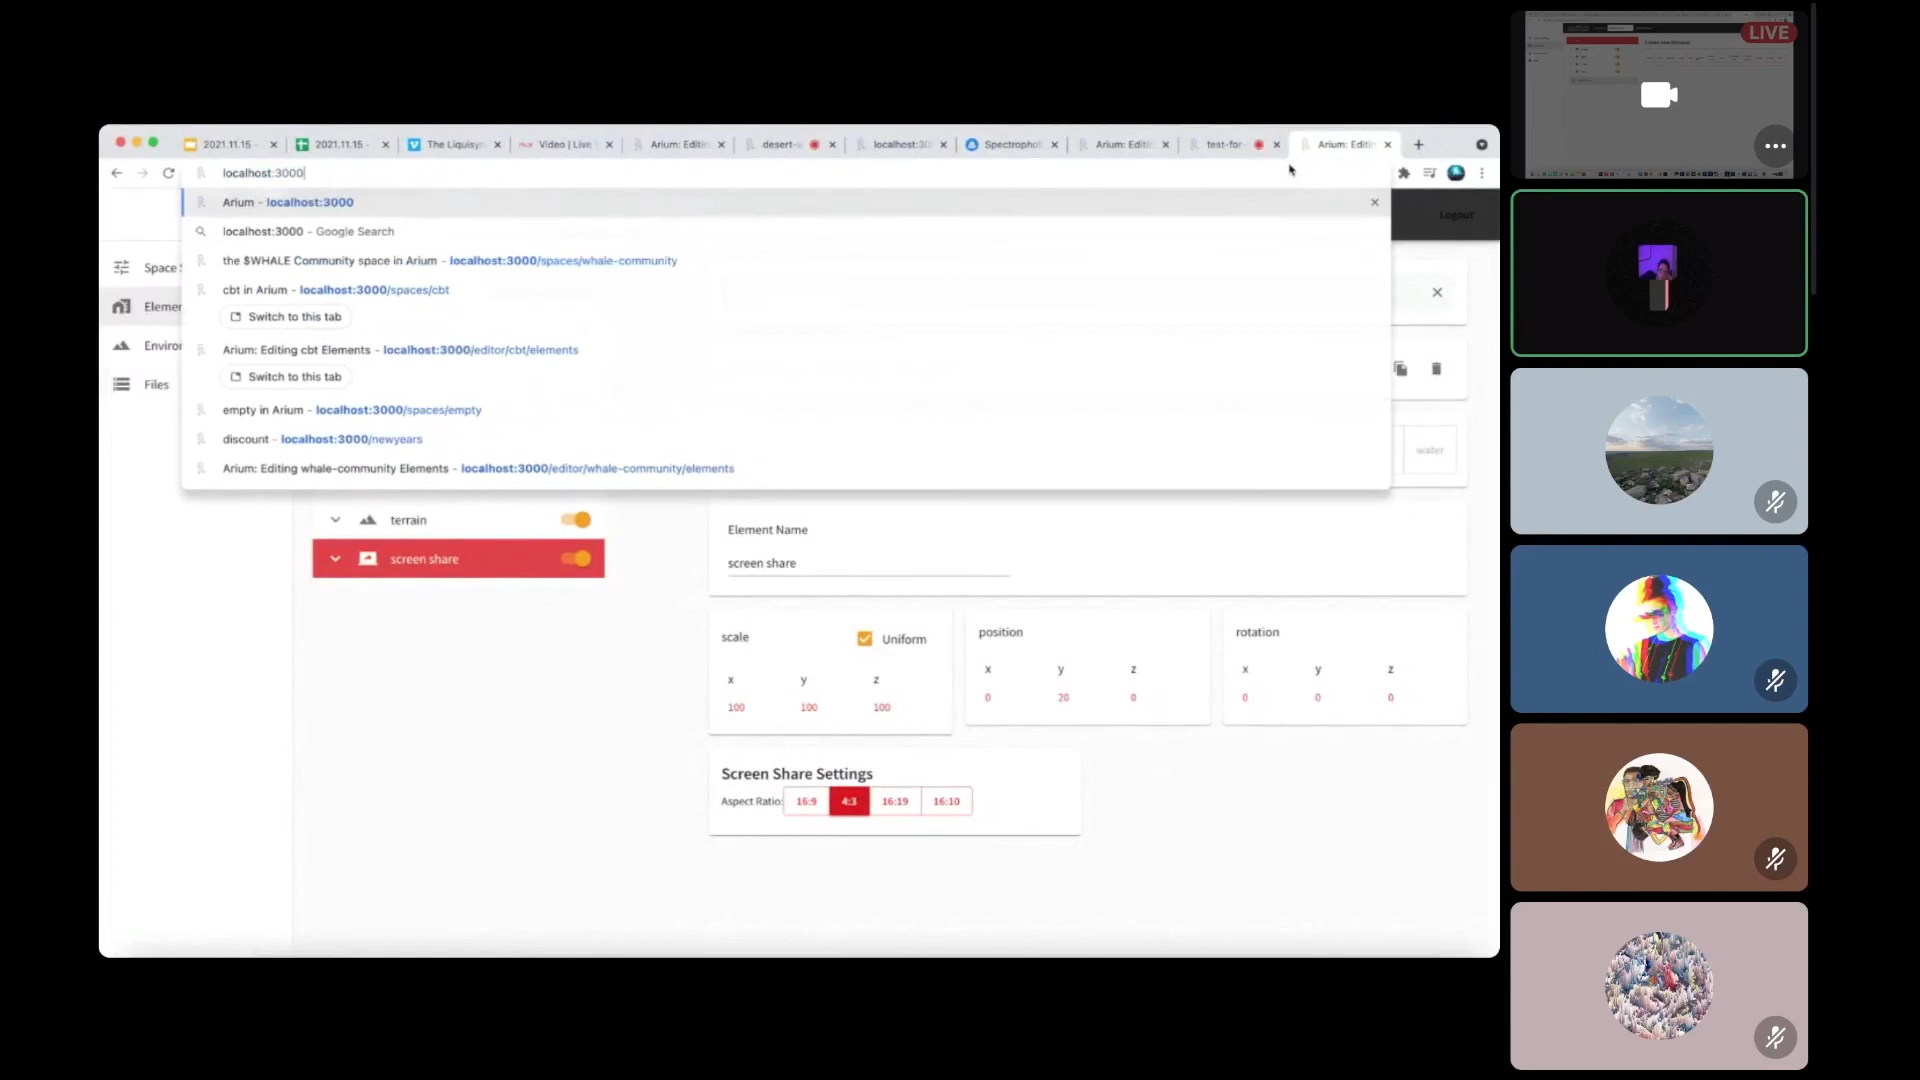 LIVE
2021.11.15 -
2021.11.15 -
The Liquisyn
Video | Live
Arium: Editin
desert-
localhost:30
Spectrophot
Arium: Editi
test-for-
Arium: Editin
localhost:3000
Arium - localhost:3000
localhost:3000 - Google Search
the $WHALE Community space in Arium - localhost:3000/spaces/whale-community
cbt in Arium - localhost:3000/spaces/cbt
Switch to this tab
Arium: Editing cbt Elements - localhost:3000/editor/cbt/elements
Switch to this tab
empty in Arium - localhost:3000/spaces/empty
discount - localhost:3000/newyears
Arium: Editing whale-community Elements - localhost:3000/editor/whale-community/elements
Logout
Space S
Elemen
Environ
Files
water
terrain
screen share
Element Name
screen share
scale
Uniform
x y z
100 100 100
position
x y z
0 20 0
rotation
x y z
0 0 0
Screen Share Settings
Aspect Ratio: 16:9 4:3 16:19 16:10